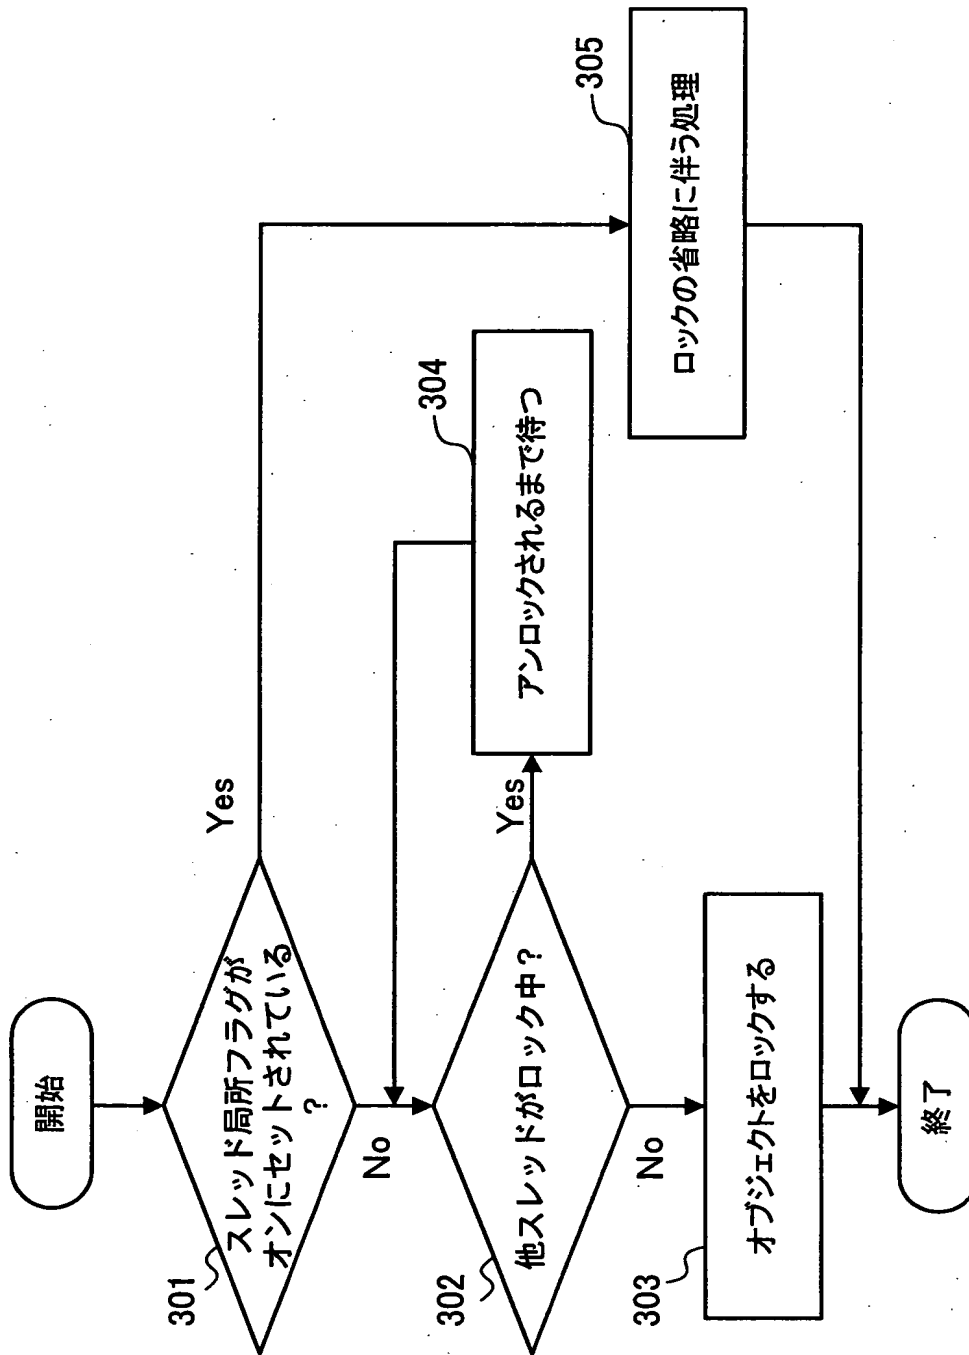 開始
301
スレッド局所フラグが
オンにセットされている
?
Yes
No
302
他スレッドがロック中?
Yes
No
304
アンロックされるまで待つ
303
オブジェクトをロックする
305
ロックの省略に伴う処理
終了